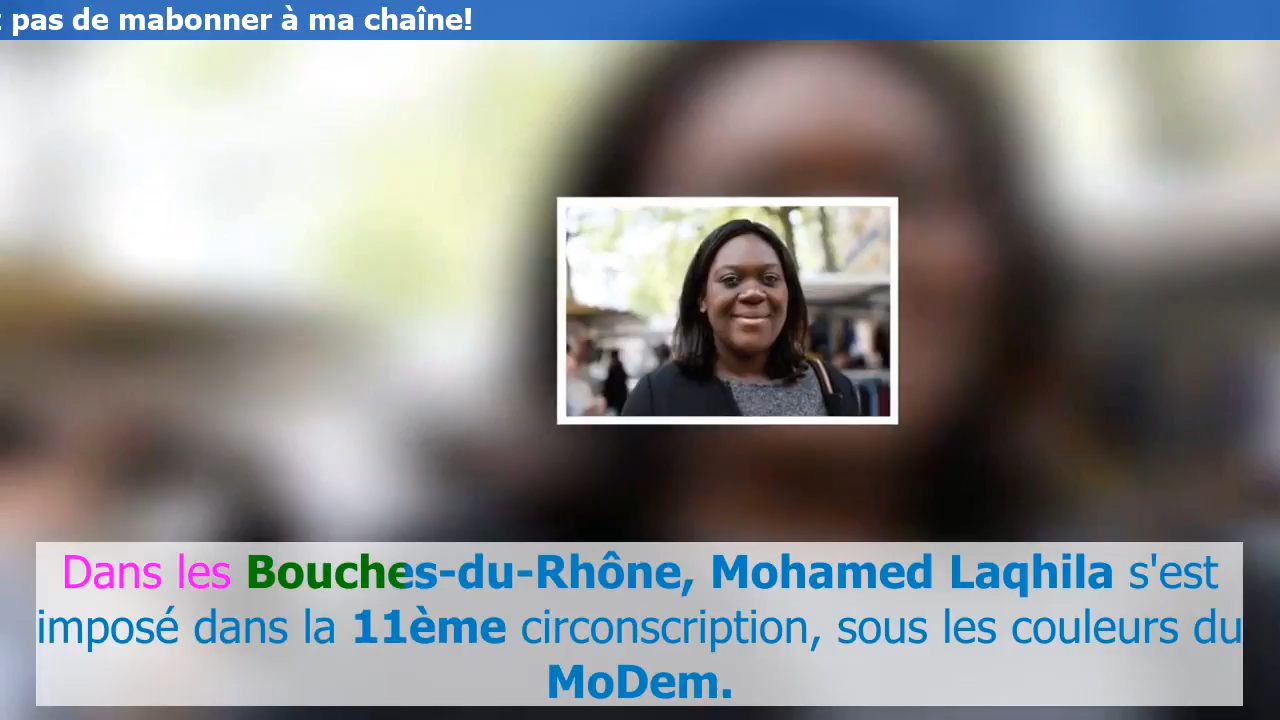 pas de mabonner à ma chaîne!
Dans les Bouches-du-Rhône, Mohamed Laqhila s'est
imposé dans la 11ème circonscription, sous les couleurs du
MoDem.